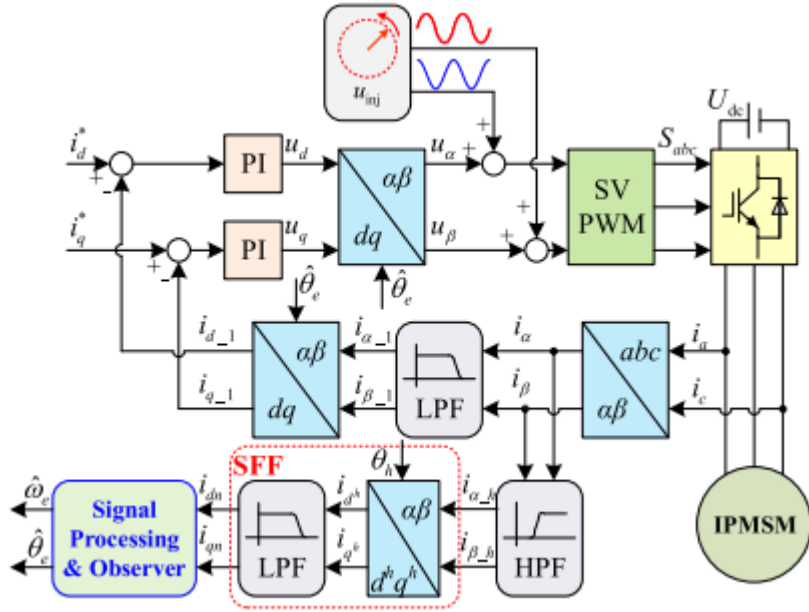 u_inj
U_dc
i_d^*
+
-
PI
u_d
αβ
dq
u_α
+
+
S_abc
SV
PWM
i_q^*
+
-
PI
u_q
u_β
+
+
θ̂_e
θ̂_e
i_d_1
i_q_1
αβ
dq
i_α_1
i_β_1
LPF
i_α
i_β
abc
αβ
i_a
i_c
SFF
θ_h
ω̂_e
θ̂_e
Signal
Processing
& Observer
i_dn
i_qn
LPF
i_d^h
i_q^h
αβ
d^h q^h
i_α_h
i_β_h
HPF
IPMSM